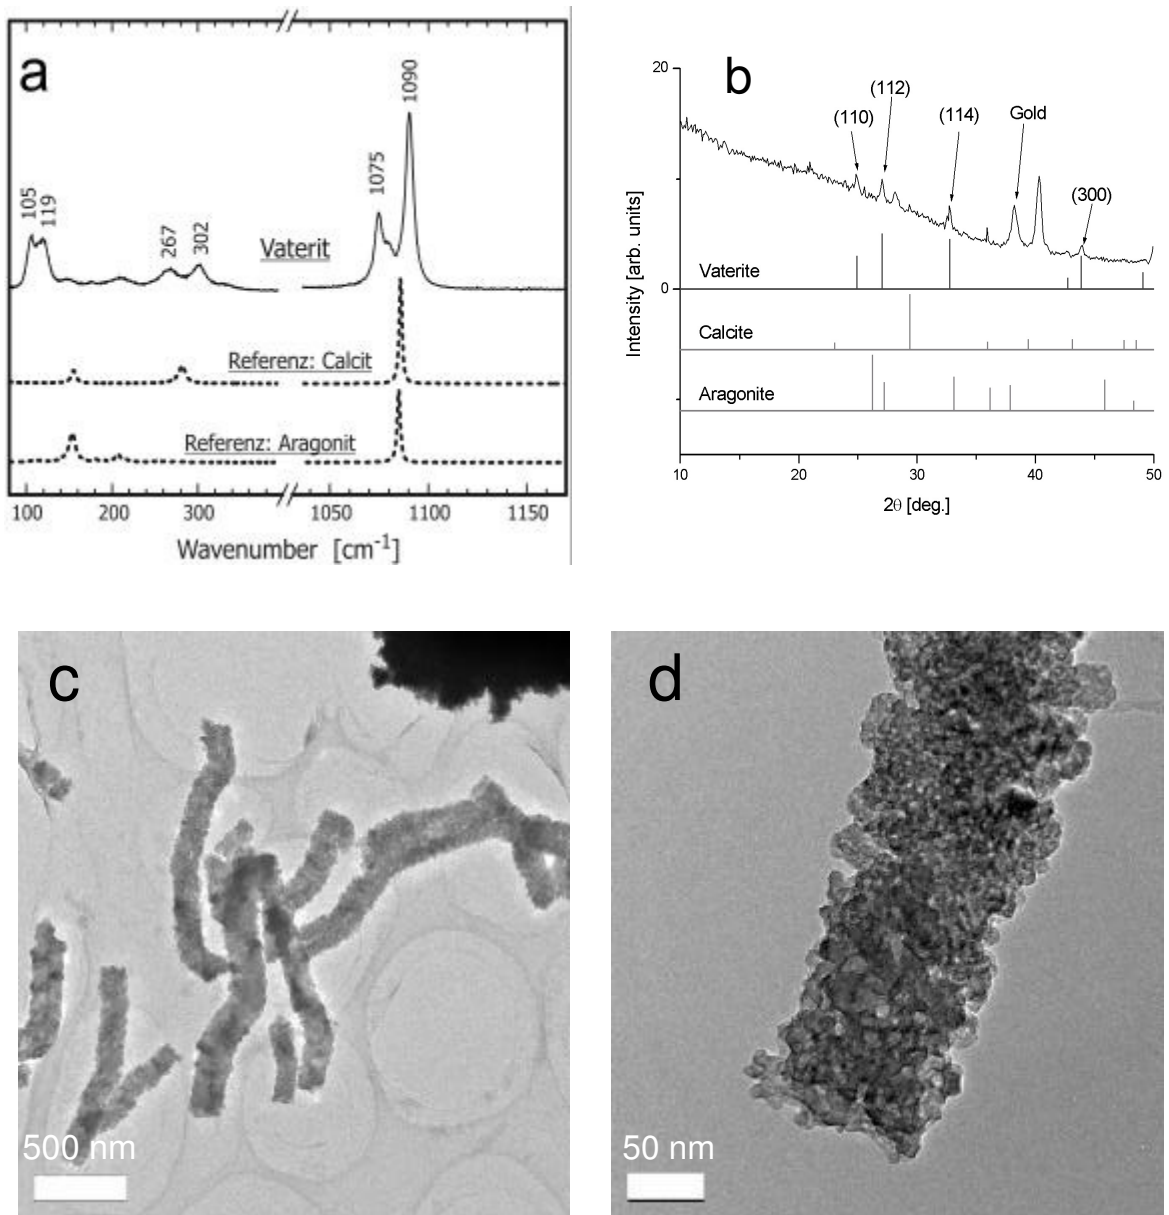 a
105
119
267
302
1075
1090
Vaterit
Referenz: Calcit
Referenz: Aragonit
100 200 300 1050 1100 1150
Wavenumber [cm-1]
b
20
(110)
(112)
(114)
Gold
(300)
Intensity [arb. units]
Vaterite
0
Calcite
Aragonite
10 20 30 40 50
2θ [deg.]
c
500 nm
d
50 nm